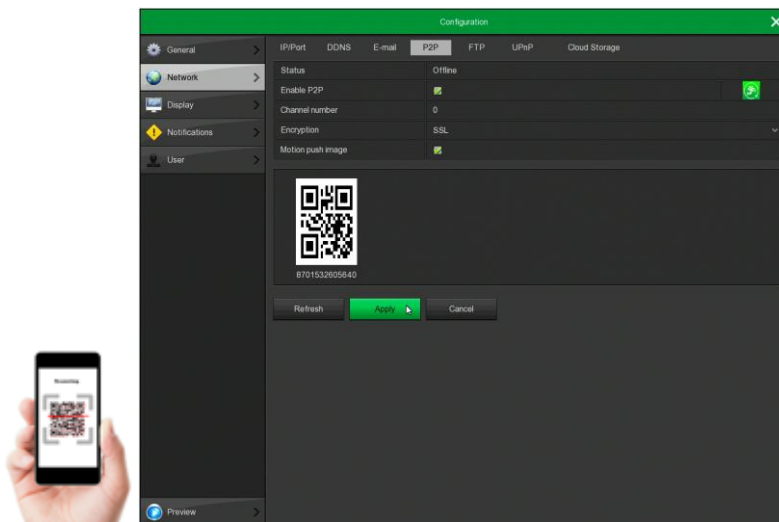 Configuration
General
Network
Display
Notifications
User
IP/Port DDNS E-mail P2P FTP UPnP Cloud Storage
Status Offline
Enable P2P
Channel number 0
Encryption SSL
Motion push image
8701532605640
Refresh Apply Cancel
Preview